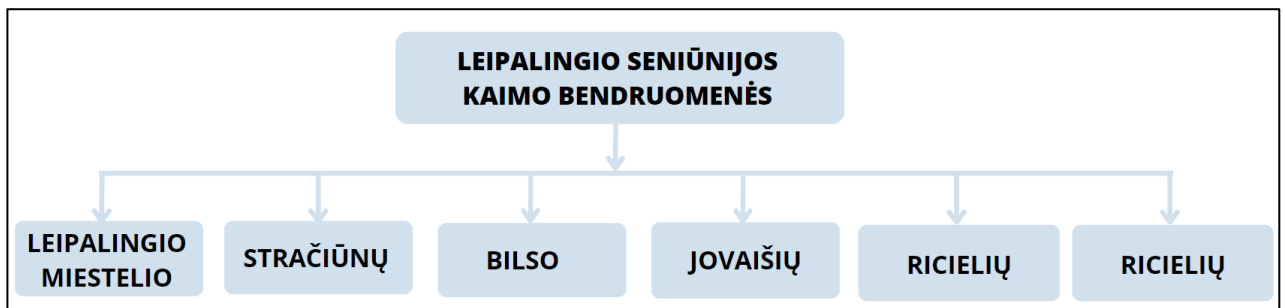 LEIPALINGIO SENIŪNIJOS
KAIMO BENDRUOMENĖS
LEIPALINGIO
MIESTELIO
STRAČIŪNŲ
BILSO
JOVAIŠIŲ
RICIELIŲ
RICIELIŲ